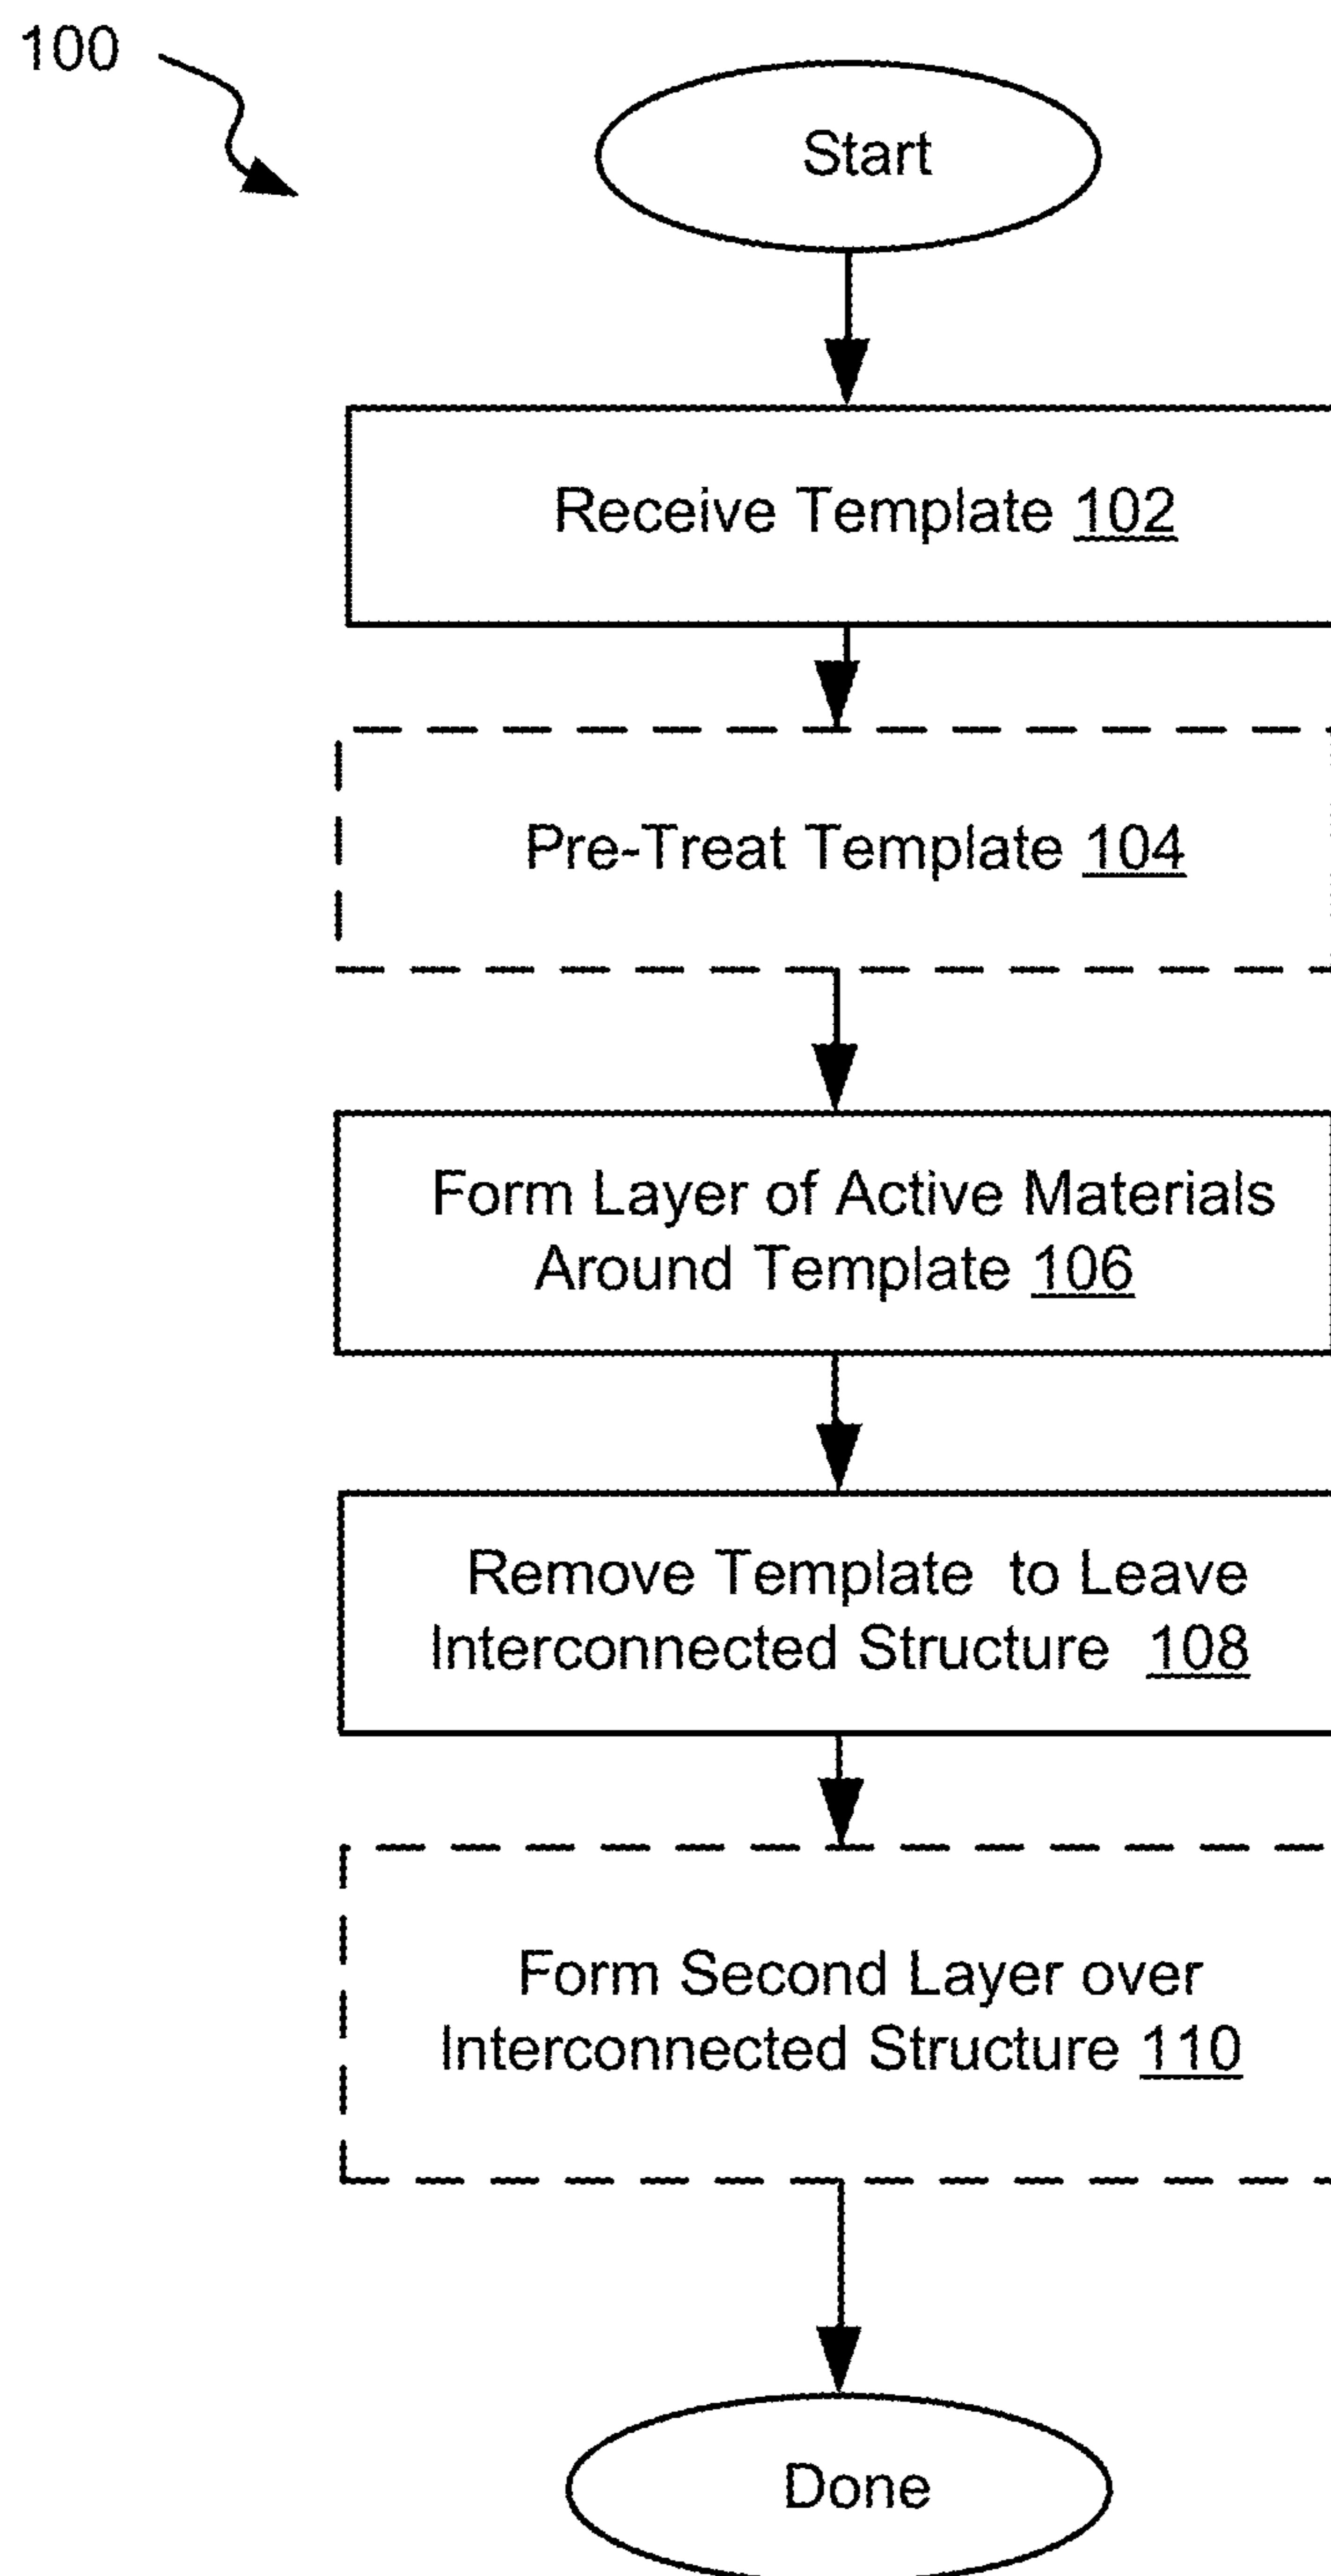 100
Start
Receive Template 102
Pre-Treat Template 104
Form Layer of Active Materials
Around Template 106
Remove Template to Leave
Interconnected Structure 108
Form Second Layer over
Interconnected Structure 110
Done